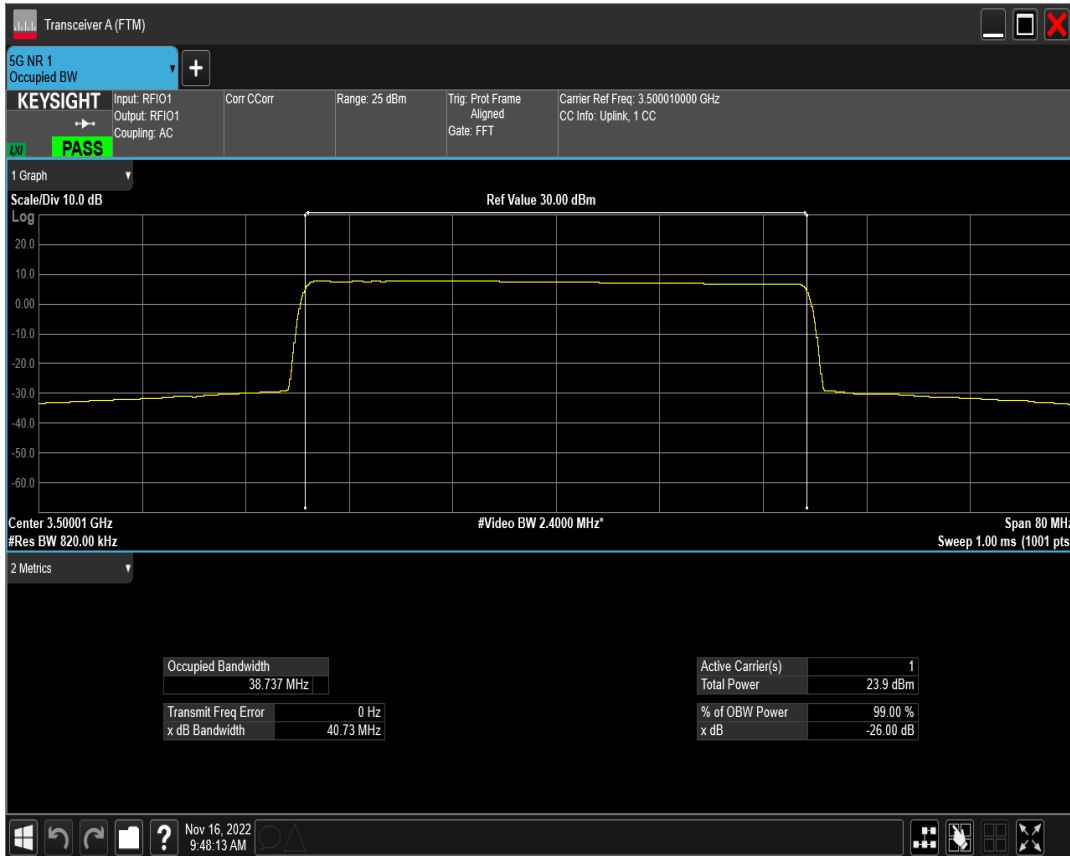 Transceiver A (FTM)
5G NR 1
Occupied BW
+
KEYSIGHT
LXI
PASS
Input: RFIO1
Output: RFIO1
Coupling: AC
Corr CCorr
Range: 25 dBm
Trig: Prot Frame
Aligned
Gate: FFT
Carrier Ref Freq: 3.500010000 GHz
CC Info: Uplink, 1 CC
1 Graph
Scale/Div 10.0 dB
Ref Value 30.00 dBm
Log
20.0
10.0
0.00
-10.0
-20.0
-30.0
-40.0
-50.0
-60.0
Center 3.50001 GHz
#Video BW 2.4000 MHz*
Span 80 MHz
#Res BW 820.00 kHz
Sweep 1.00 ms (1001 pts
2 Metrics
Occupied Bandwidth
38.737 MHz
Transmit Freq Error 0 Hz
x dB Bandwidth 40.73 MHz
Active Carrier(s) 1
Total Power 23.9 dBm
% of OBW Power 99.00 %
x dB -26.00 dB
?
Nov 16, 2022
9:48:13 AM